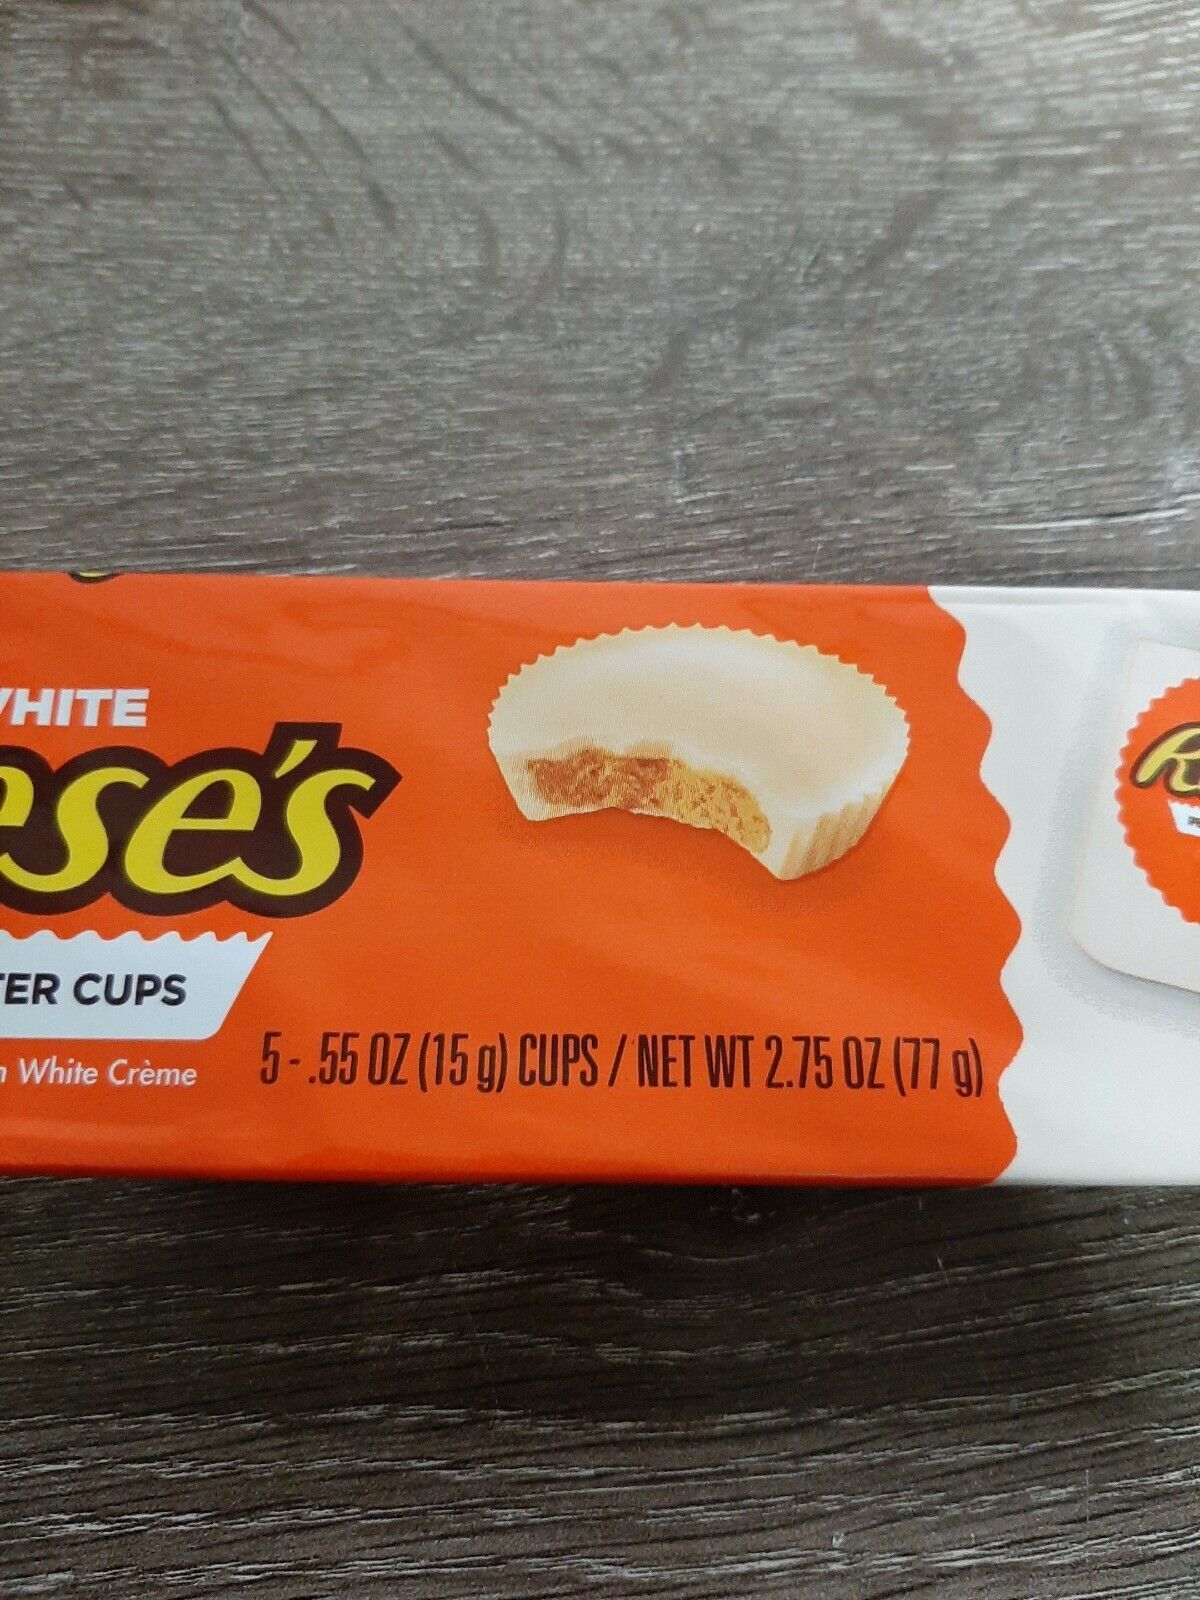 WHITE
ese's
TER CUPS
n White Crème
5 - .55 OZ (15 g) CUPS / NET WT 2.75 OZ (77 g)